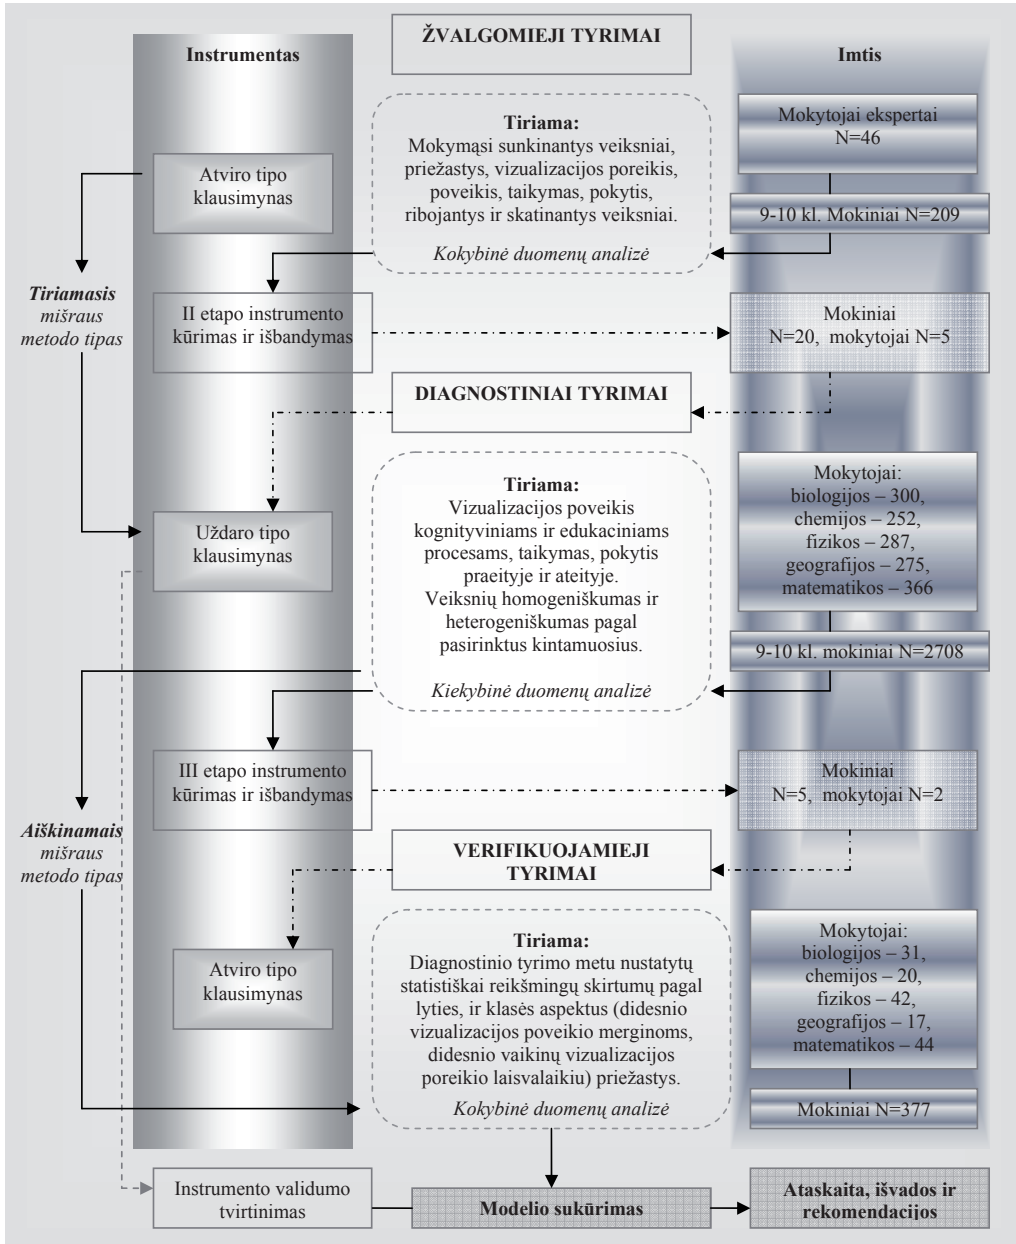 ŽVALGOMIEJI TYRIMAI
Instrumentas
Imtis
Tiriama:
Mokymąsi sunkinantys veiksniai,
priežastys, vizualizacijos poreikis,
poveikis, taikymas, pokytis,
ribojantys ir skatinantys veiksniai.
Kokybinė duomenų analizė
Mokytojai ekspertai
N=46
9-10 kl. Mokiniai N=209
Atviro tipo
klausimynas
Tiriamasis
mišraus
metodo tipas
II etapo instrumento
kūrimas ir išbandymas
Mokiniai
N=20, mokytojai N=5
DIAGNOSTINIAI TYRIMAI
Tiriama:
Vizualizacijos poveikis
kognityviniams ir edukaciniams
procesams, taikymas, pokytis
praeityje ir ateityje.
Veiksnių homogeniškumas ir
heterogeniškumas pagal
pasirinktus kintamuosius.
Kiekybinė duomenų analizė
Uždaro tipo
klausimynas
Mokytojai:
biologijos – 300,
chemijos – 252,
fizikos – 287,
geografijos – 275,
matematikos – 366
9-10 kl. mokiniai N=2708
III etapo instrumento
kūrimas ir išbandymas
Mokiniai
N=5, mokytojai N=2
Aiškinamais
mišraus
metodo tipas
VERIFIKUOJAMIEJI
TYRIMAI
Atviro tipo
klausimynas
Tiriama:
Diagnostinio tyrimo metu nustatytų
statistiškai reikšmingų skirtumų pagal
lyties, ir klasės aspektus (didesnio
vizualizacijos poveikio merginoms,
didesnio vaikinų vizualizacijos
poreikio laisvalaikiu) priežastys.
Kokybinė duomenų analizė
Mokytojai:
biologijos – 31,
chemijos – 20,
fizikos – 42,
geografijos – 17,
matematikos – 44
Mokiniai N=377
Instrumento validumo
tvirtinimas
Modelio sukūrimas
Ataskaita, išvados ir
rekomendacijos